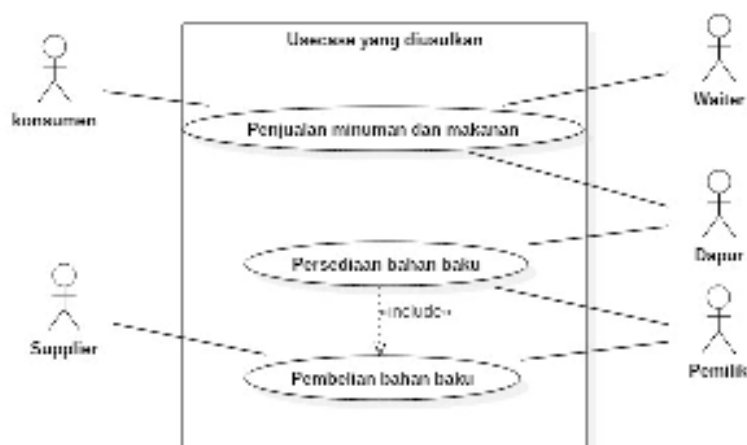 Usecase yang diusulkan
konsumen
Waiter
Penjualan minuman dan makanan
Dapur
Persediaan bahan baku
«include»
Supplier
Pemilik
Pembelian bahan baku